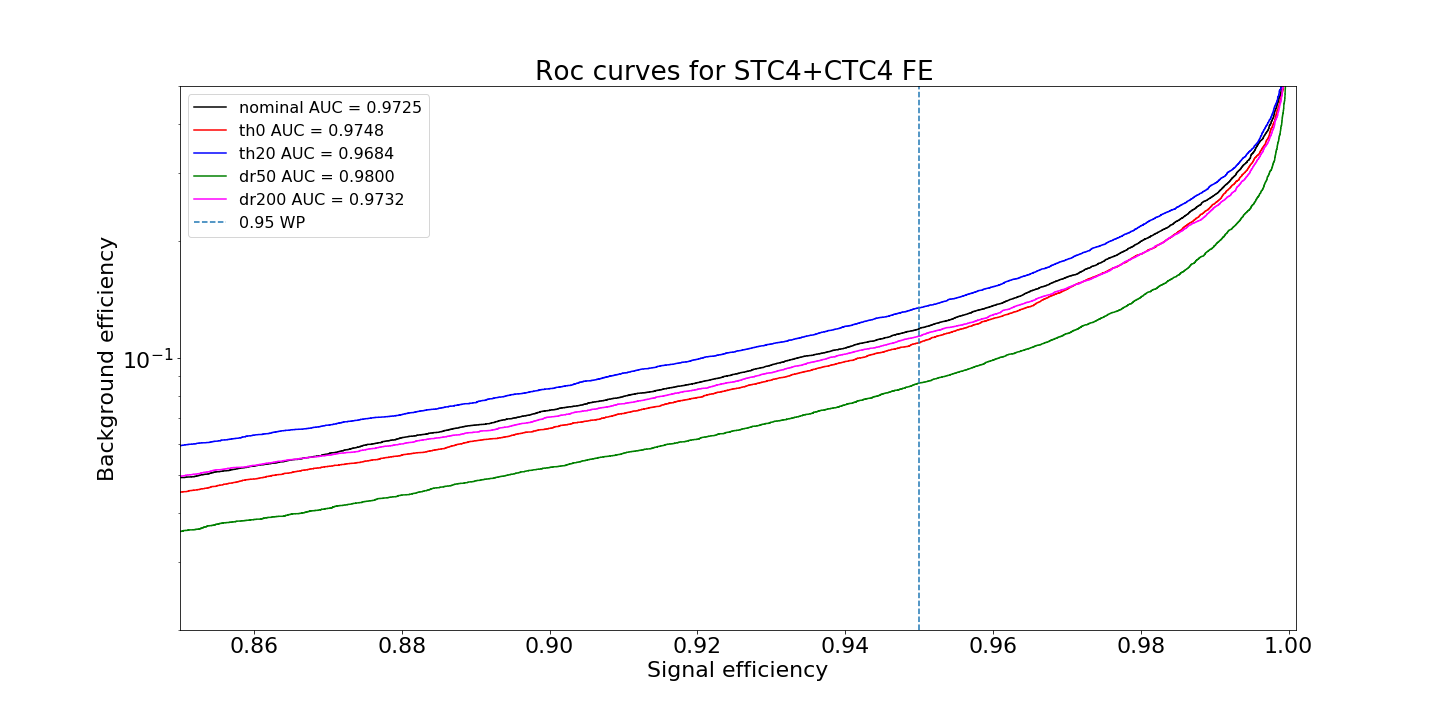 Roc curves for STC4+CTC4 FE
nominal AUC = 0.9725
th0 AUC = 0.9748
th20 AUC = 0.9684
dr50 AUC = 0.9800
dr200 AUC = 0.9732
0.95 WP
Background efficiency
10⁻¹
0.86 0.88 0.90 0.92 0.94 0.96 0.98 1.00
Signal efficiency